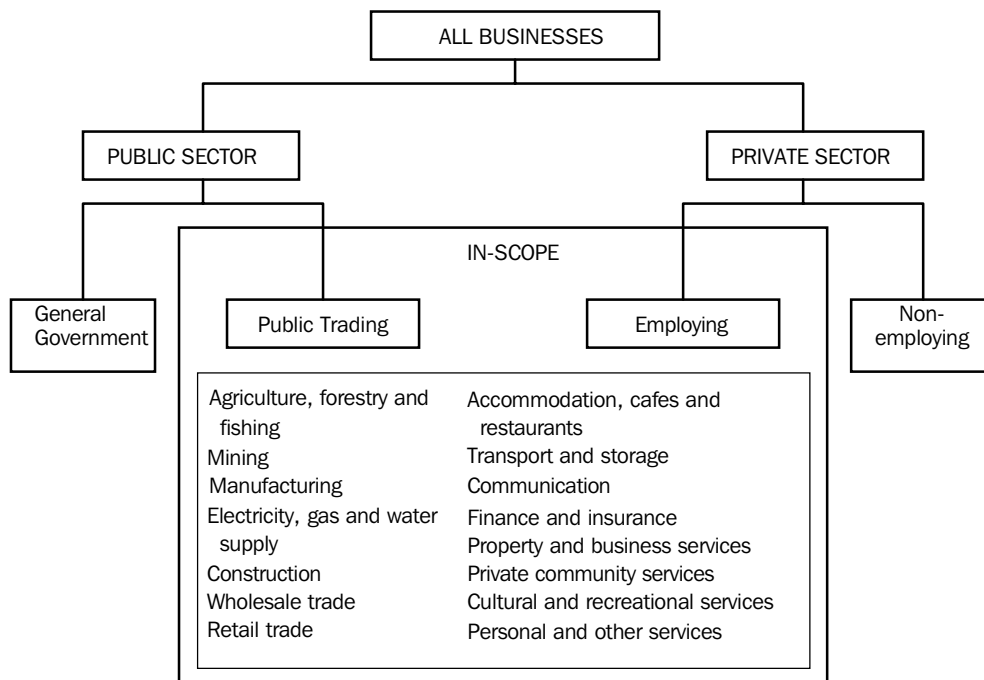 ALL BUSINESSES
PUBLIC SECTOR
PRIVATE SECTOR
IN-SCOPE
General
Government
Public Trading
Employing
Non-
employing
Agriculture, forestry and
fishing
Mining
Manufacturing
Electricity, gas and water
supply
Construction
Wholesale trade
Retail trade
Accommodation, cafes and
restaurants
Transport and storage
Communication
Finance and insurance
Property and business services
Private community services
Cultural and recreational services
Personal and other services